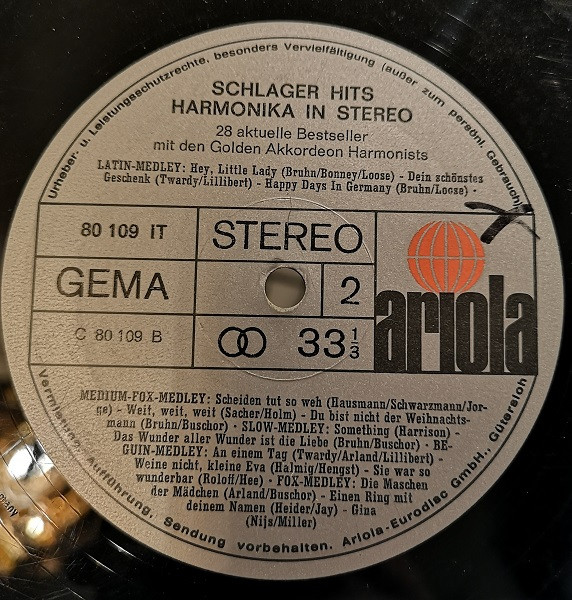 Urheber- u. Leistungsschutzrechte, besonders Vervielfältigung (außer zum persönl. Gebrauch),
SCHLAGER HITS
HARMONIKA IN STEREO
28 aktuelle Bestseller
mit den Golden Akkordeon Harmonists
LATIN-MEDLEY: Hey, Little Lady (Bruhn/Bonney/Loose) - Dein schönstes
Geschenk (Twardy/Lillibert) - Happy Days In Germany (Bruhn/Loose) ·
80 109 IT
STEREO
GEMA
2
C 80 109 B
33 1/3
ariola
MEDIUM-FOX-MEDLEY: Scheiden tut so weh (Hausmann/Schwarzmann/Jor-
ge) - Weit, weit, weit (Sacher/Holm) - Du bist nicht der Weihnachts-
mann (Bruhn/Buschor) · SLOW-MEDLEY: Something (Harrison) -
Das Wunder aller Wunder ist die Liebe (Bruhn/Buschor) · BE-
GUIN-MEDLEY: An einem Tag (Twardy/Arland/Lillibert) -
Weine nicht, kleine Eva (Halmig/Hengst) - Sie war so
wunderbar (Roloff/Hee) · FOX-MEDLEY: Die Maschen
der Mädchen (Arland/Buschor) - Einen Ring mit
deinem Namen (Heider/Jay) - Gina
(Nijs/Miller)
Vermietung, Aufführung, Sendung vorbehalten. Ariola-Eurodisc GmbH., Gütersloh